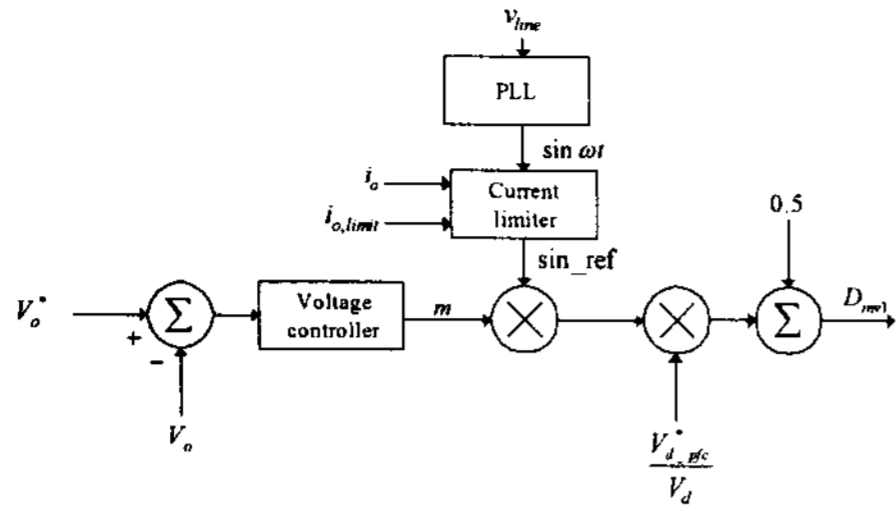 v_line
PLL
sin ωt
i_o
i_o,limit
Current
limiter
sin_ref
0.5
V_o*
+
−
Σ
Voltage
controller
m
×
×
Σ
D_inv1
V_o
V_d_pfc*
V_d